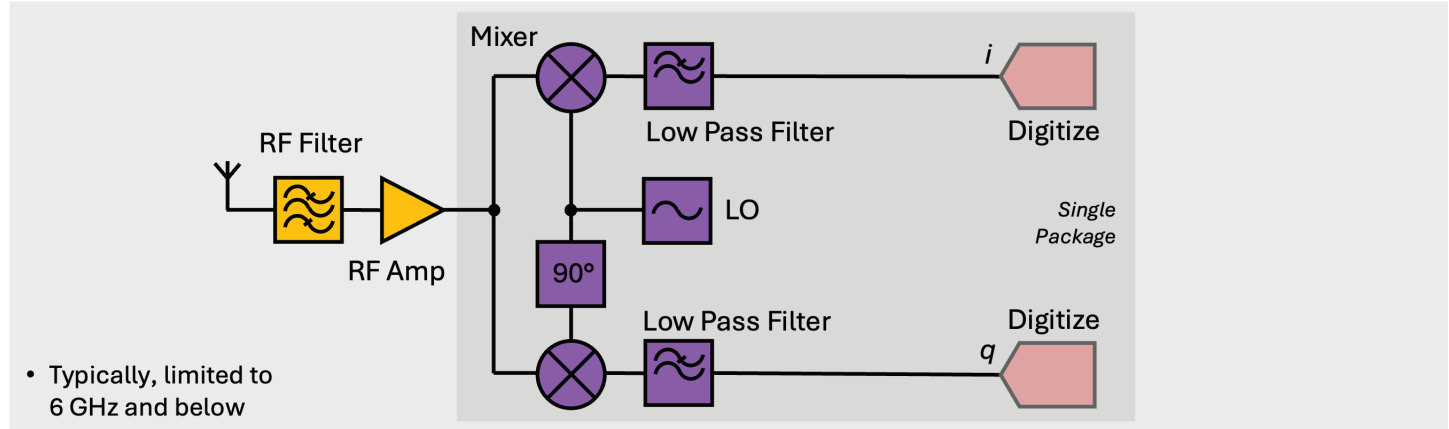 Mixer
i
Low Pass Filter
Digitize
RF Filter
LO
Single
Package
RF Amp
90°
Low Pass Filter
Digitize
q
• Typically, limited to
6 GHz and below